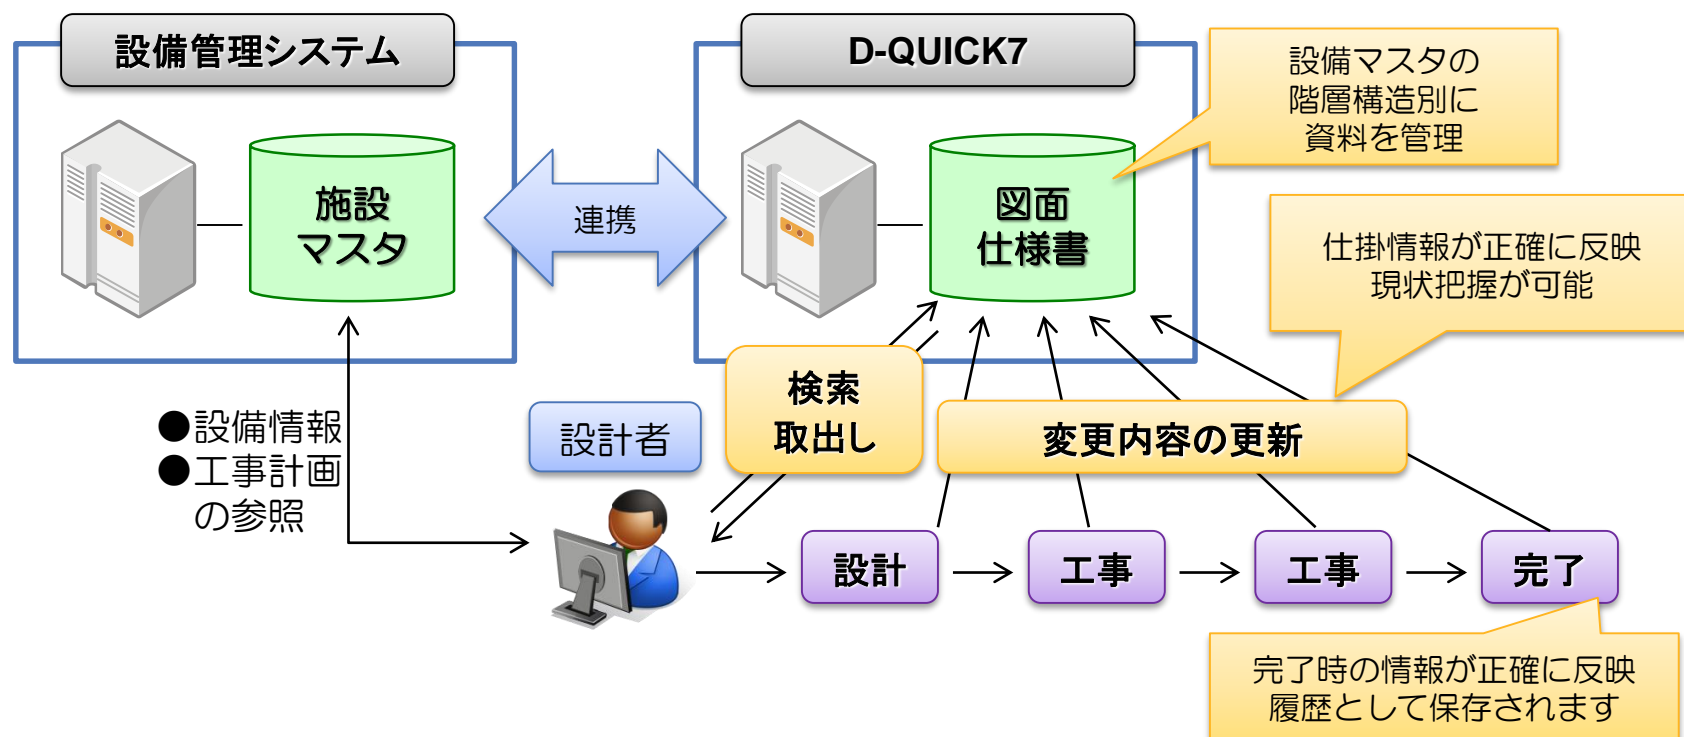 設備管理システム
D-QUICK7
設備マスタの
階層構造別に
資料を管理
施設
マスタ
連携
図面
仕様書
仕掛情報が正確に反映
現状把握が可能
検索
取出し
●設備情報
●工事計画
の参照
設計者
変更内容の更新
設計
工事
工事
完了
完了時の情報が正確に反映
履歴として保存されます